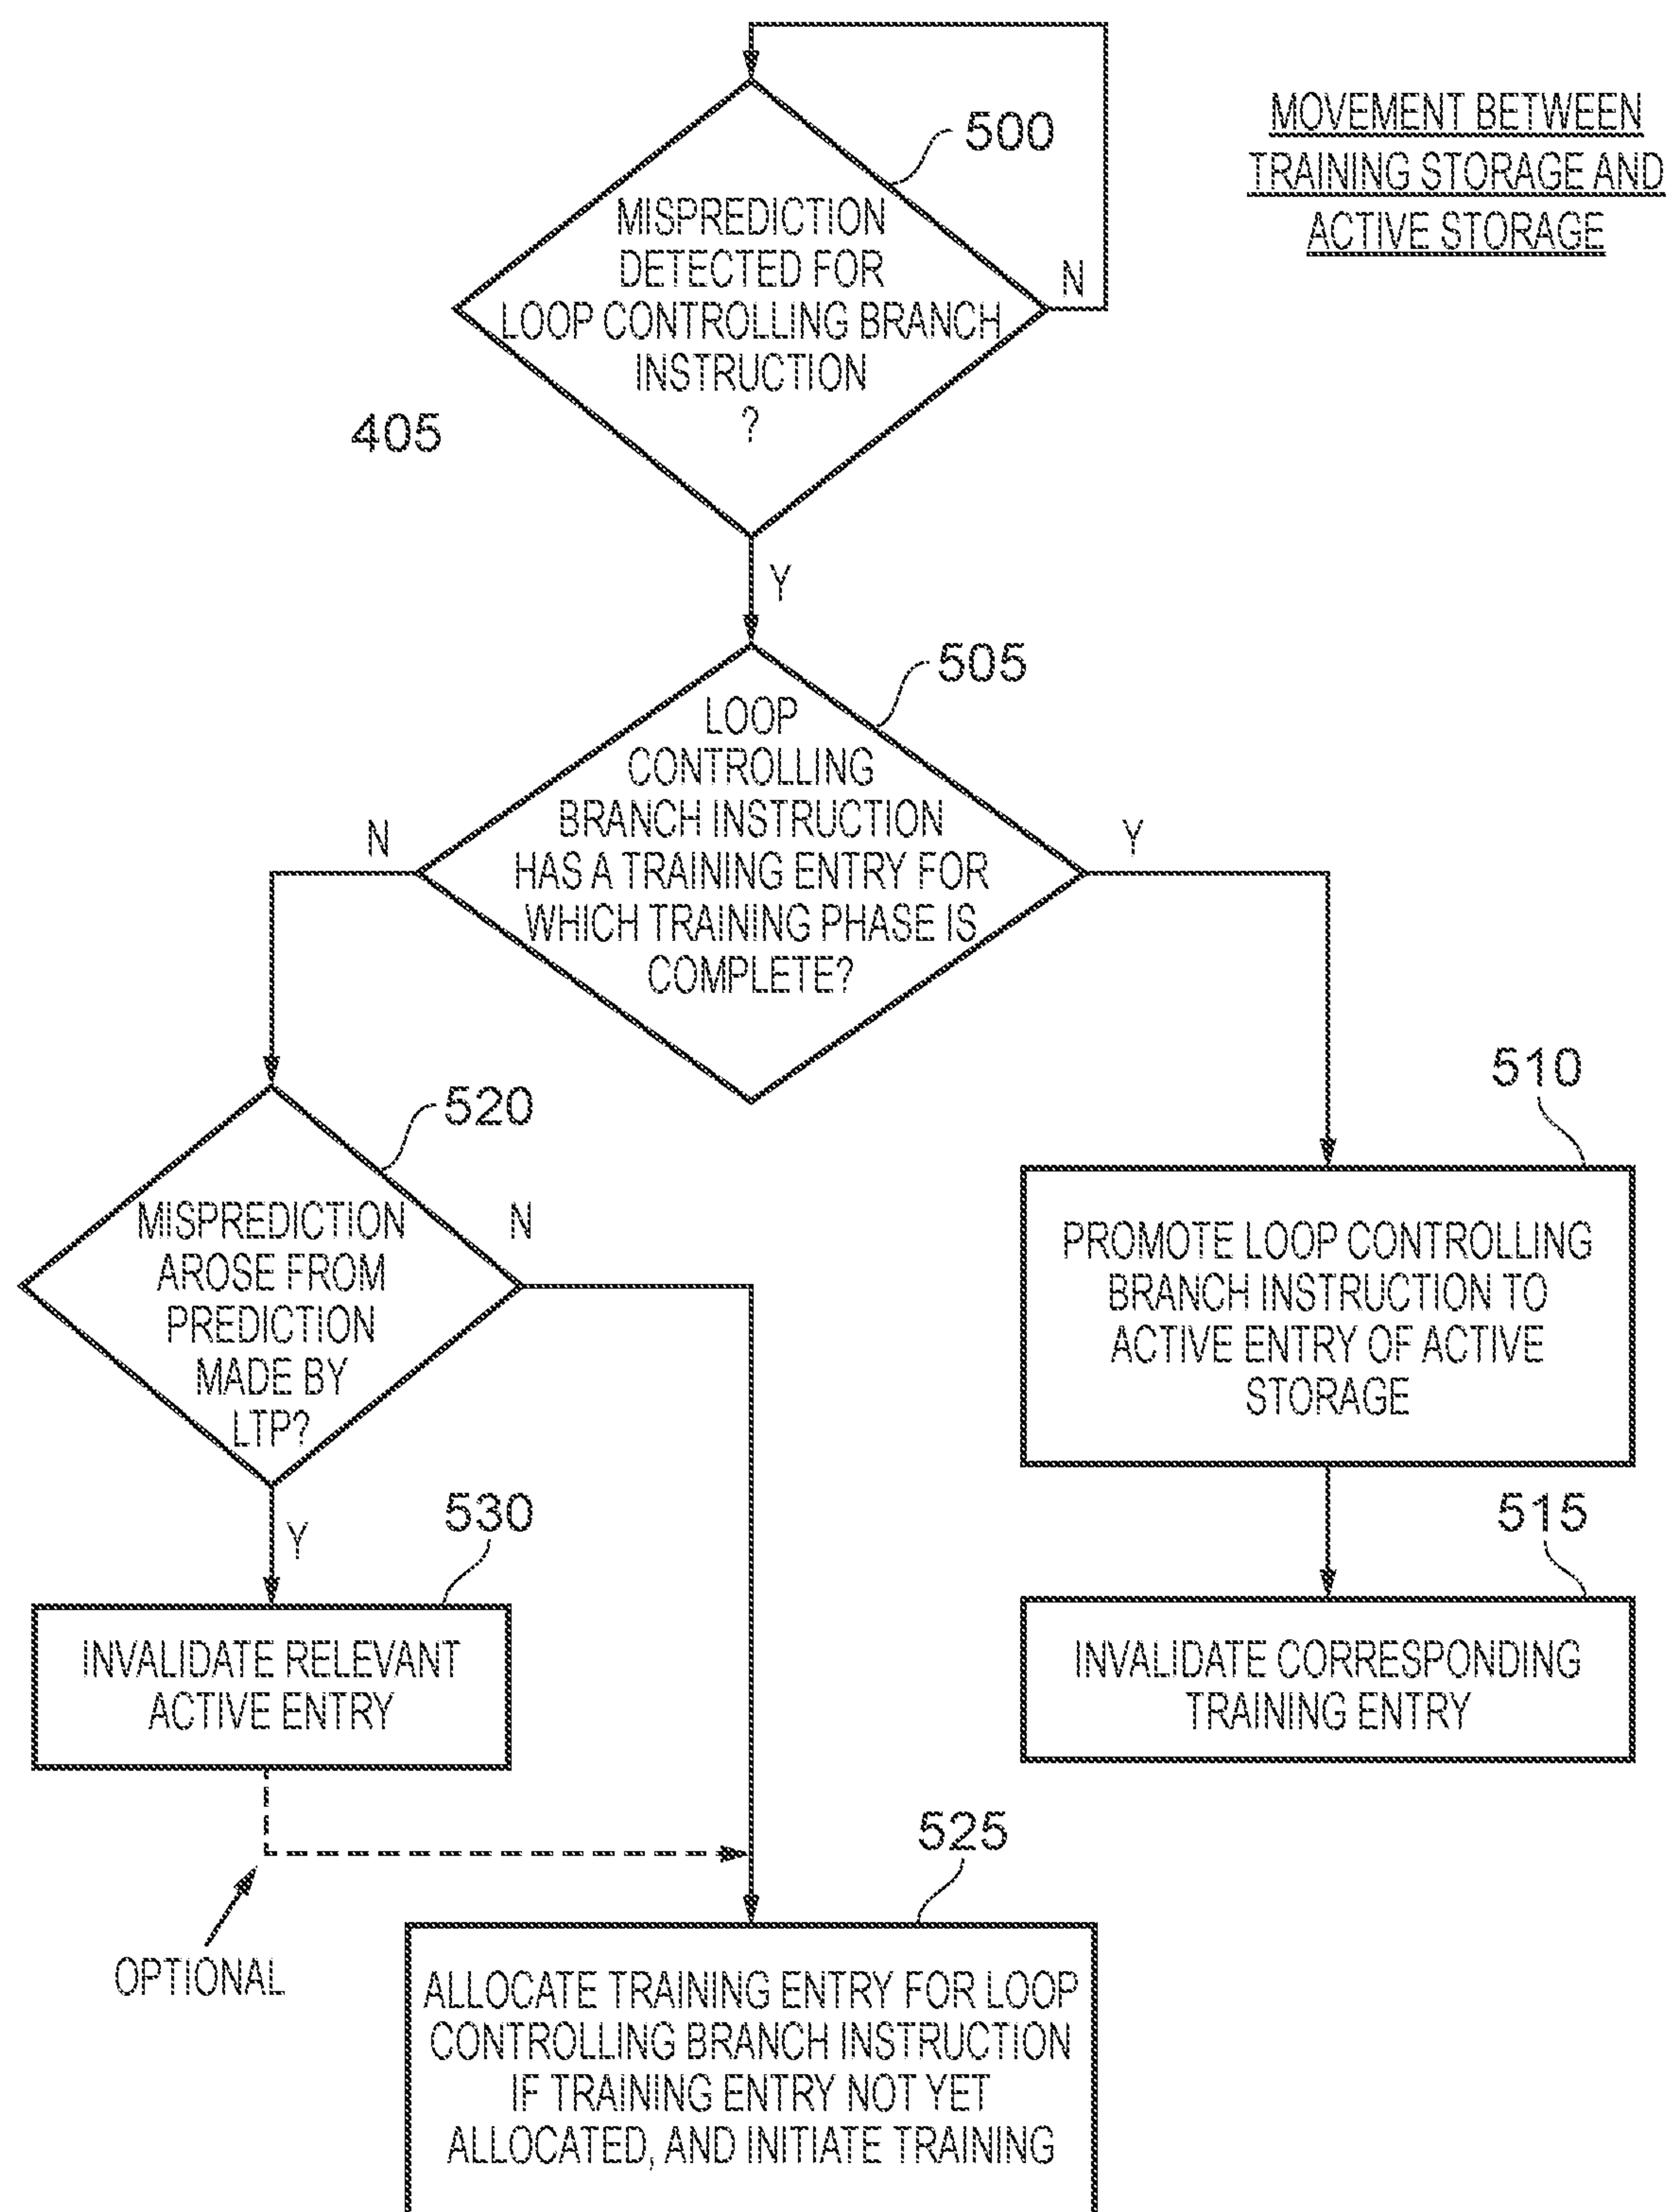 MOVEMENT BETWEEN
TRAINING STORAGE AND
ACTIVE STORAGE
500
MISPREDICTION
DETECTED FOR
LOOP CONTROLLING BRANCH
INSTRUCTION
?
N
405
Y
505
LOOP
CONTROLLING
BRANCH INSTRUCTION
HAS A TRAINING ENTRY FOR
WHICH TRAINING PHASE IS
COMPLETE?
N
Y
520
MISPREDICTION
AROSE FROM
PREDICTION
MADE BY
LTP?
N
Y
510
PROMOTE LOOP CONTROLLING
BRANCH INSTRUCTION TO
ACTIVE ENTRY OF ACTIVE
STORAGE
515
INVALIDATE CORRESPONDING
TRAINING ENTRY
530
INVALIDATE RELEVANT
ACTIVE ENTRY
OPTIONAL
525
ALLOCATE TRAINING ENTRY FOR LOOP
CONTROLLING BRANCH INSTRUCTION
IF TRAINING ENTRY NOT YET
ALLOCATED, AND INITIATE TRAINING